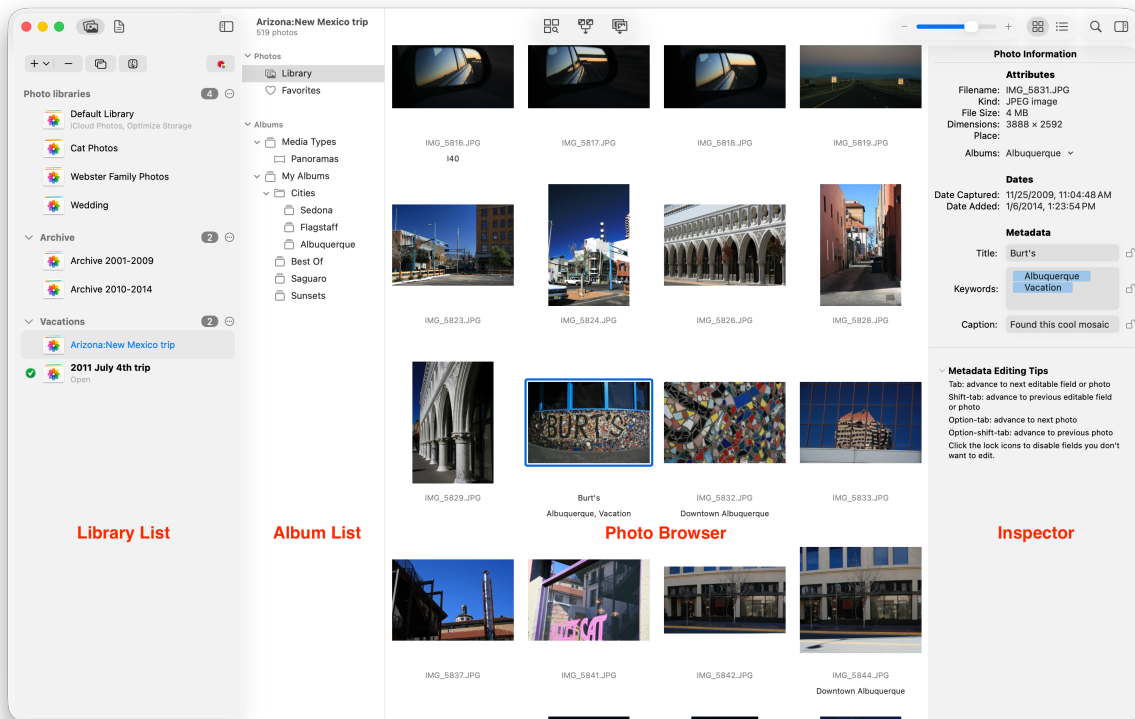 Arizona:New Mexico trip
519 photos
Photo libraries
4
Default Library
iCloud Photos, Optimize Storage
Cat Photos
Webster Family Photos
Wedding
Archive
2
Archive 2001-2009
Archive 2010-2014
Vacations
2
Arizona:New Mexico trip
2011 July 4th trip
Open
Library List
Photos
Library
Favorites
Albums
Media Types
Panoramas
My Albums
Cities
Sedona
Flagstaff
Albuquerque
Best Of
Saguaro
Sunsets
Album List
IMG_5816.JPG
I40
IMG_5817.JPG
IMG_5818.JPG
IMG_5819.JPG
IMG_5823.JPG
IMG_5824.JPG
IMG_5826.JPG
IMG_5828.JPG
BURT'S
IMG_5829.JPG
Burt's
Albuquerque, Vacation
IMG_5832.JPG
Downtown Albuquerque
IMG_5833.JPG
Photo Browser
IMG_5837.JPG
IMG_5841.JPG
IMG_5842.JPG
IMG_5844.JPG
Downtown Albuquerque
Photo Information
Attributes
Filename: IMG_5831.JPG
Kind: JPEG image
File Size: 4 MB
Dimensions: 3888 × 2592
Place:
Albums: Albuquerque
Dates
Date Captured: 11/25/2009, 11:04:48 AM
Date Added: 1/6/2014, 1:23:54 PM
Metadata
Title: Burt's
Keywords: Albuquerque
Vacation
Caption: Found this cool mosaic
Metadata Editing Tips
Tab: advance to next editable field or photo
Shift-tab: advance to previous editable field
or photo
Option-tab: advance to next photo
Option-shift-tab: advance to previous photo
Click the lock icons to disable fields you don't
want to edit.
Inspector